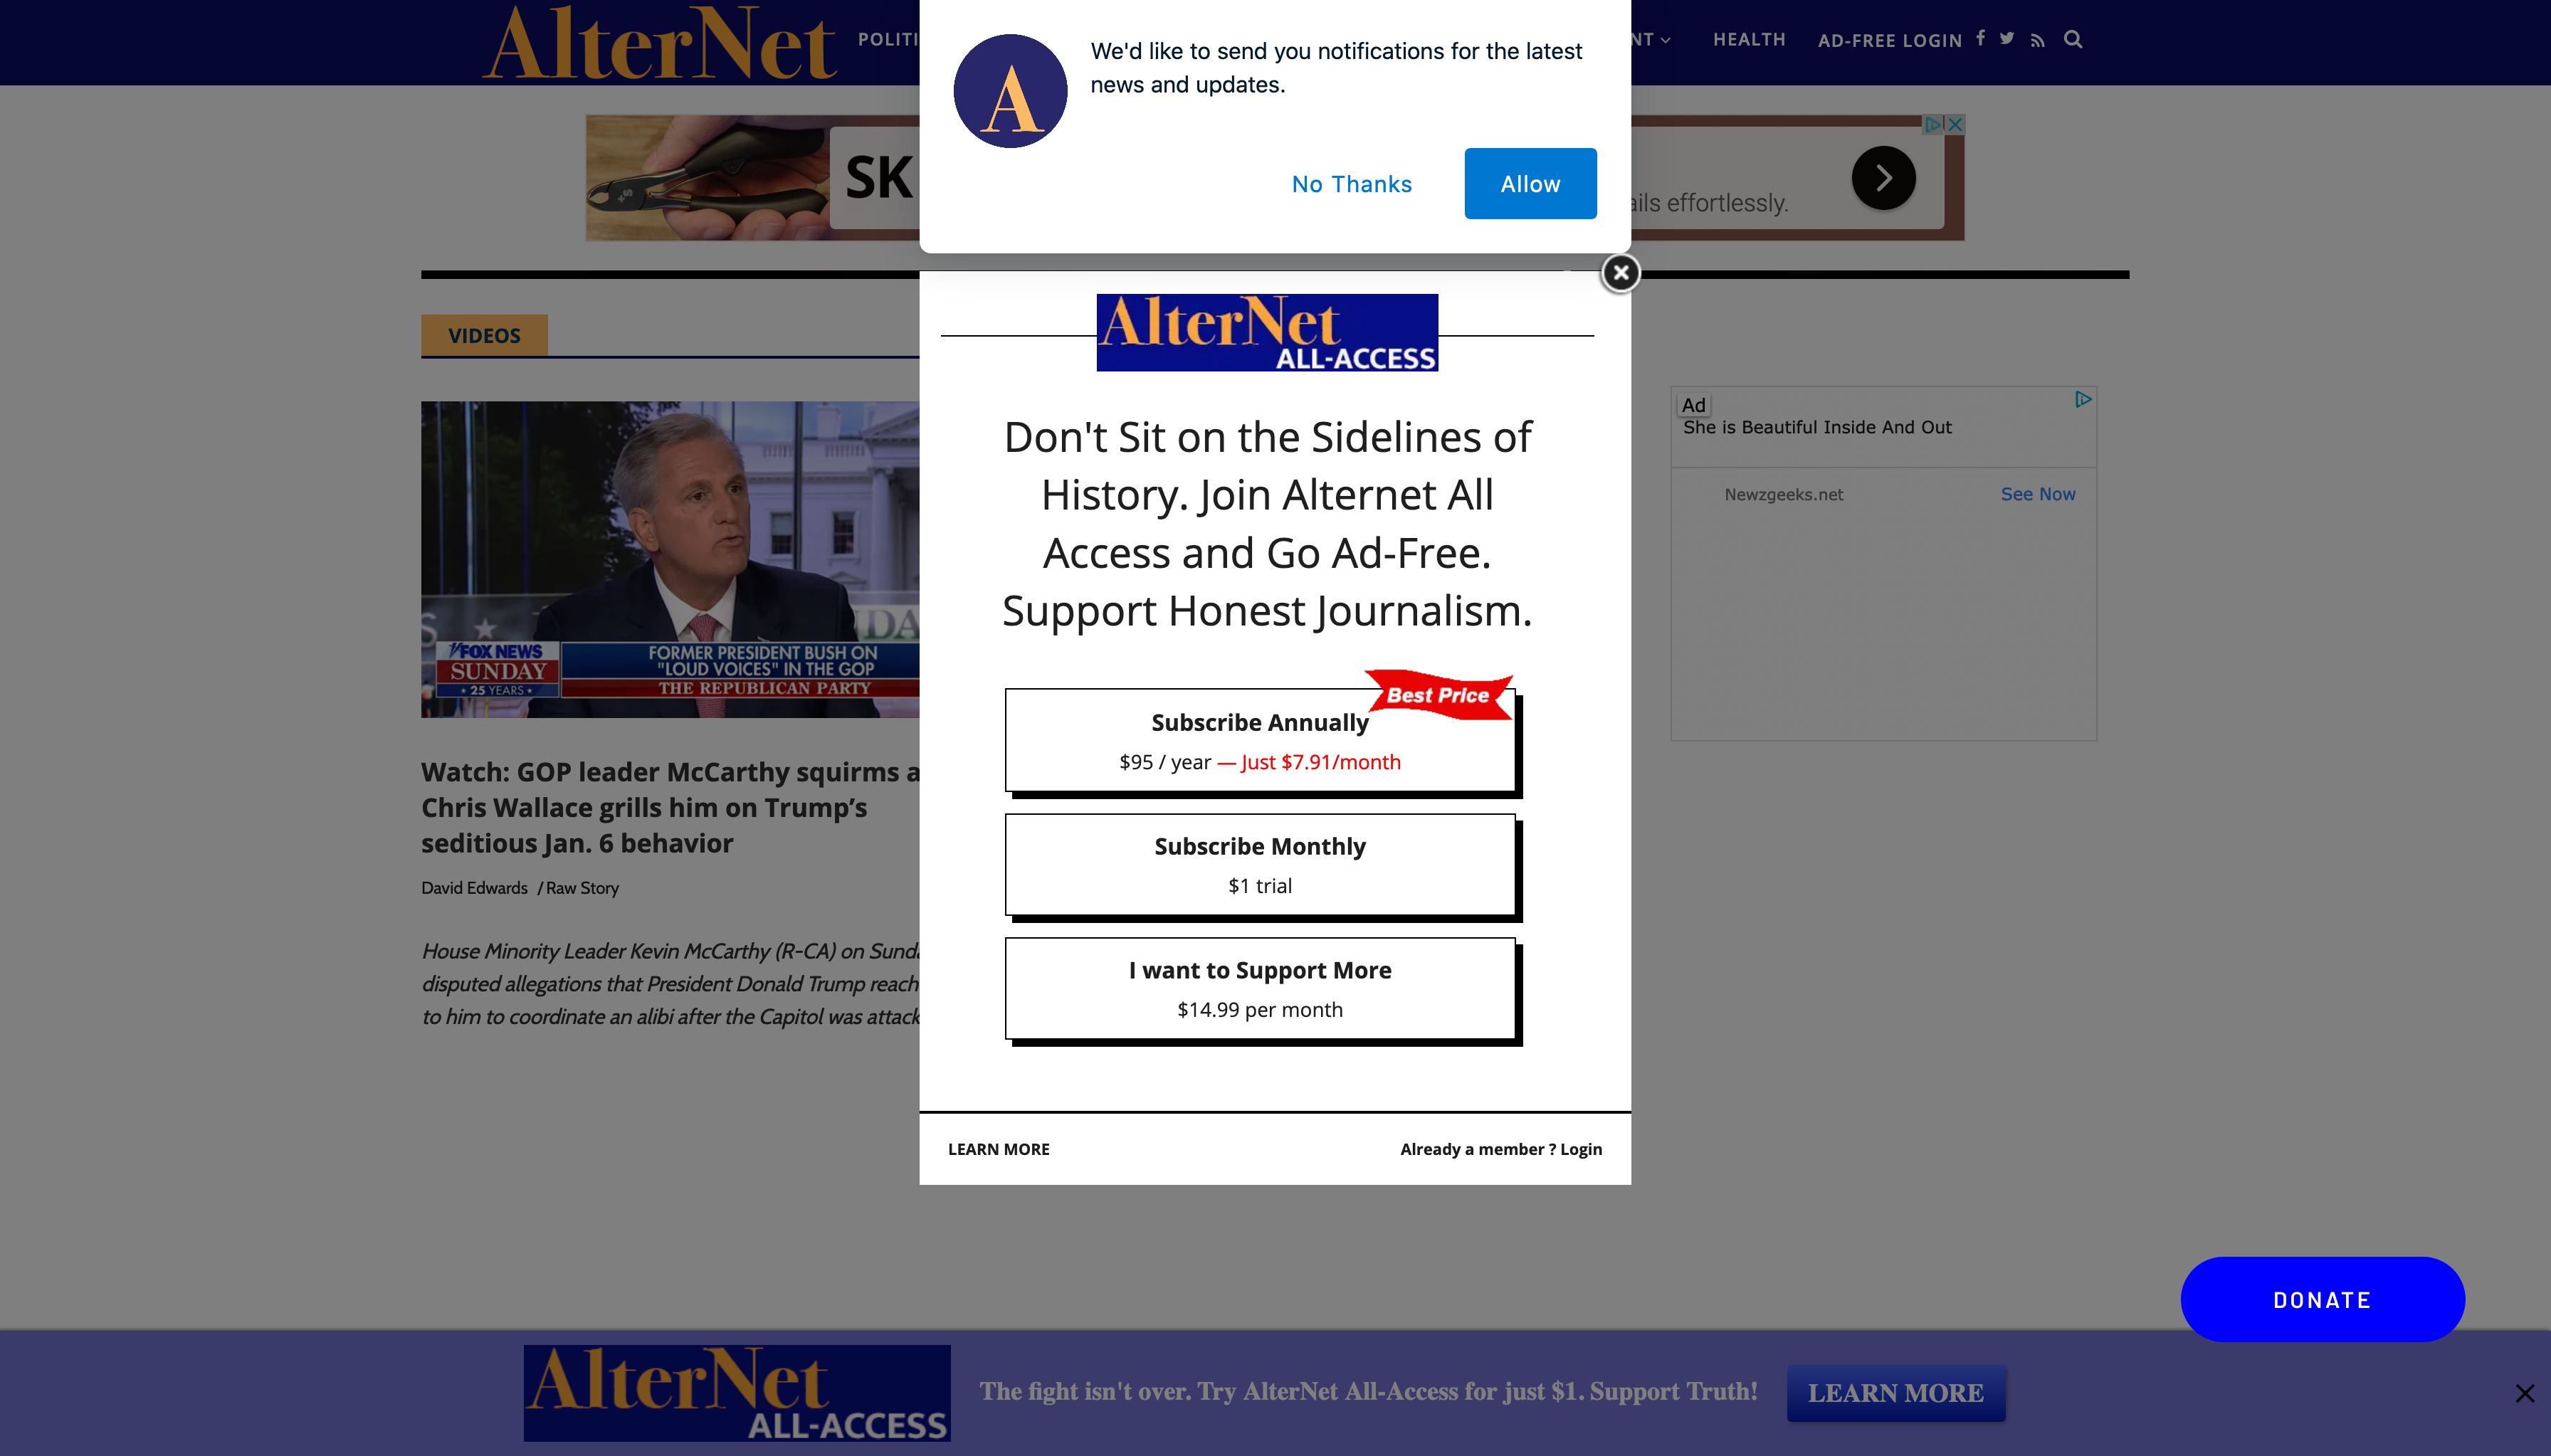 AlterNet
POLITI
NT
HEALTH
AD-FREE LOGIN
We'd like to send you notifications for the latest
news and updates.
No Thanks
Allow
SK
ails effortlessly.
VIDEOS
AlterNet
ALL-ACCESS
Don't Sit on the Sidelines of
History. Join Alternet All
Access and Go Ad-Free.
Support Honest Journalism.
Best Price
Subscribe Annually
$95 / year — Just $7.91/month
Subscribe Monthly
$1 trial
I want to Support More
$14.99 per month
LEARN MORE
Already a member ? Login
FOX NEWS
SUNDAY
25 YEARS
FORMER PRESIDENT BUSH ON
"LOUD VOICES" IN THE GOP
THE REPUBLICAN PARTY
Watch: GOP leader McCarthy squirms a
Chris Wallace grills him on Trump’s
seditious Jan. 6 behavior
David Edwards / Raw Story
House Minority Leader Kevin McCarthy (R-CA) on Sunda
disputed allegations that President Donald Trump reach
to him to coordinate an alibi after the Capitol was attack
Ad
She is Beautiful Inside And Out
Newzgeeks.net
See Now
DONATE
AlterNet
ALL-ACCESS
The fight isn't over. Try AlterNet All-Access for just $1. Support Truth!
LEARN MORE